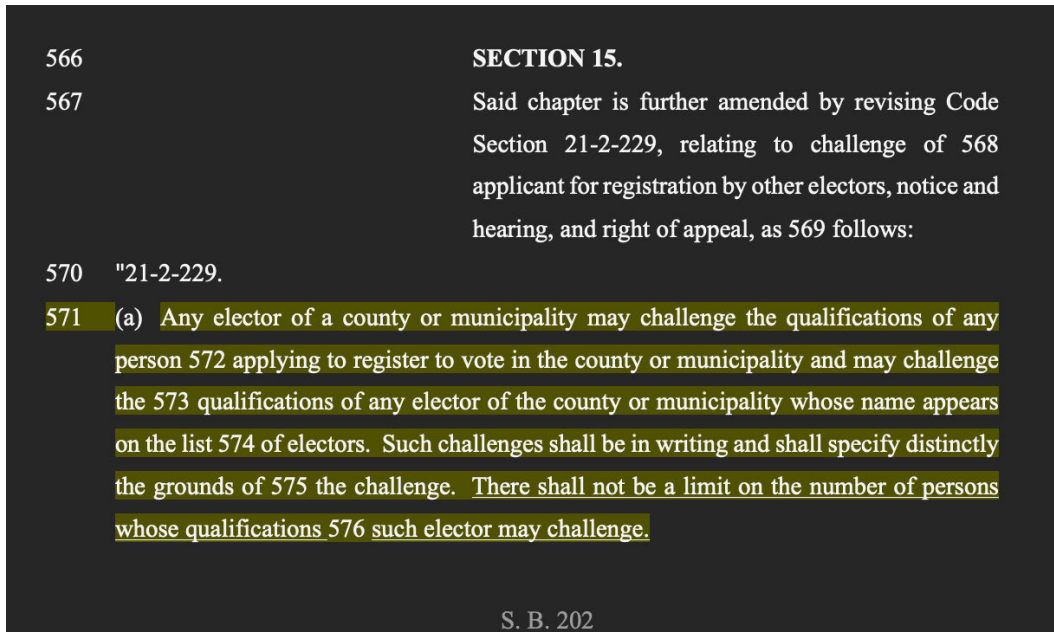 566 SECTION 15.
567 Said chapter is further amended by revising Code
Section 21-2-229, relating to challenge of 568
applicant for registration by other electors, notice and
hearing, and right of appeal, as 569 follows:
570 "21-2-229.
571 (a) Any elector of a county or municipality may challenge the qualifications of any
person 572 applying to register to vote in the county or municipality and may challenge
the 573 qualifications of any elector of the county or municipality whose name appears
on the list 574 of electors. Such challenges shall be in writing and shall specify distinctly
the grounds of 575 the challenge. There shall not be a limit on the number of persons
whose qualifications 576 such elector may challenge.
S. B. 202